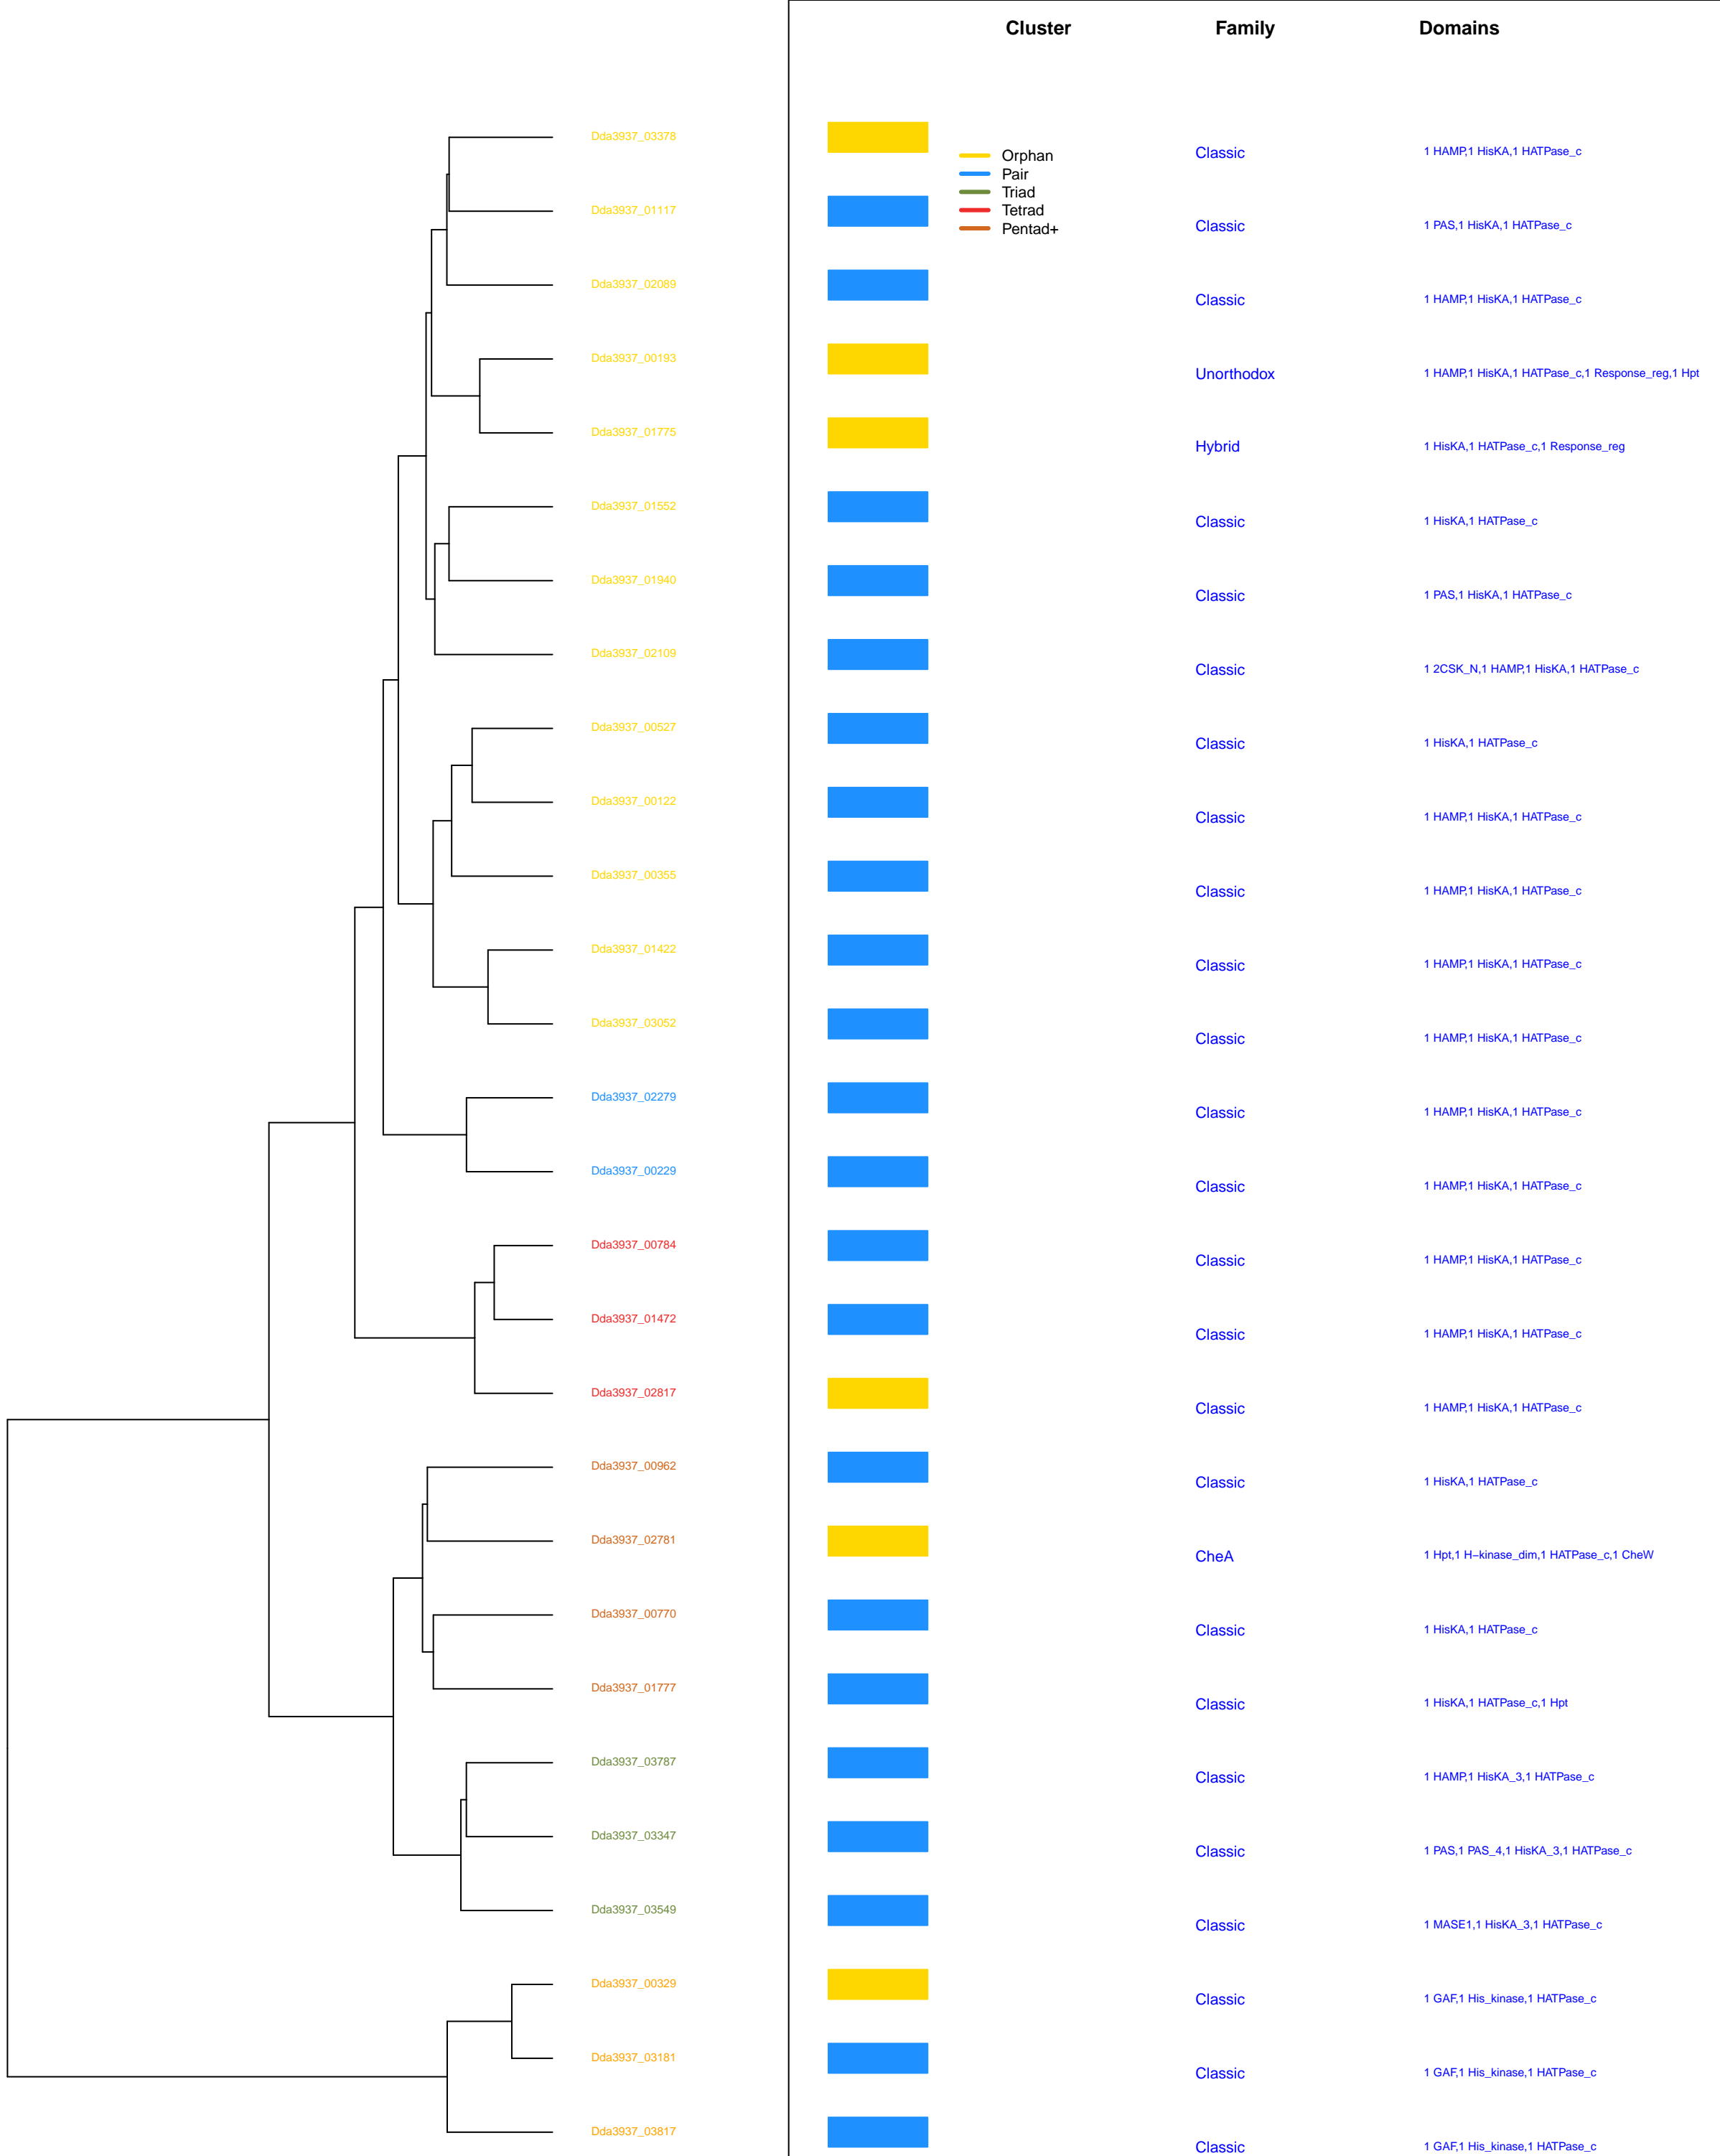 Cluster Family Domains
Dda3937_03378 Classic 1 HAMP,1 HisKA,1 HATPase_c
Orphan
Pair
Triad
Tetrad
Pentad+
Dda3937_01117 Classic 1 PAS,1 HisKA,1 HATPase_c
Dda3937_02089 Classic 1 HAMP,1 HisKA,1 HATPase_c
Dda3937_00193 Unorthodox 1 HAMP,1 HisKA,1 HATPase_c,1 Response_reg,1 Hpt
Dda3937_01775 Hybrid 1 HisKA,1 HATPase_c,1 Response_reg
Dda3937_01552 Classic 1 HisKA,1 HATPase_c
Dda3937_01940 Classic 1 PAS,1 HisKA,1 HATPase_c
Dda3937_02109 Classic 1 2CSK_N,1 HAMP,1 HisKA,1 HATPase_c
Dda3937_00527 Classic 1 HisKA,1 HATPase_c
Dda3937_00122 Classic 1 HAMP,1 HisKA,1 HATPase_c
Dda3937_00355 Classic 1 HAMP,1 HisKA,1 HATPase_c
Dda3937_01422 Classic 1 HAMP,1 HisKA,1 HATPase_c
Dda3937_03052 Classic 1 HAMP,1 HisKA,1 HATPase_c
Dda3937_02279 Classic 1 HAMP,1 HisKA,1 HATPase_c
Dda3937_00229 Classic 1 HAMP,1 HisKA,1 HATPase_c
Dda3937_00784 Classic 1 HAMP,1 HisKA,1 HATPase_c
Dda3937_01472 Classic 1 HAMP,1 HisKA,1 HATPase_c
Dda3937_02817 Classic 1 HAMP,1 HisKA,1 HATPase_c
Dda3937_00962 Classic 1 HisKA,1 HATPase_c
Dda3937_02781 CheA 1 Hpt,1 H−kinase_dim,1 HATPase_c,1 CheW
Dda3937_00770 Classic 1 HisKA,1 HATPase_c
Dda3937_01777 Classic 1 HisKA,1 HATPase_c,1 Hpt
Dda3937_03787 Classic 1 HAMP,1 HisKA_3,1 HATPase_c
Dda3937_03347 Classic 1 PAS,1 PAS_4,1 HisKA_3,1 HATPase_c
Dda3937_03549 Classic 1 MASE1,1 HisKA_3,1 HATPase_c
Dda3937_00329 Classic 1 GAF,1 His_kinase,1 HATPase_c
Dda3937_03181 Classic 1 GAF,1 His_kinase,1 HATPase_c
Dda3937_03817 Classic 1 GAF,1 His_kinase,1 HATPase_c